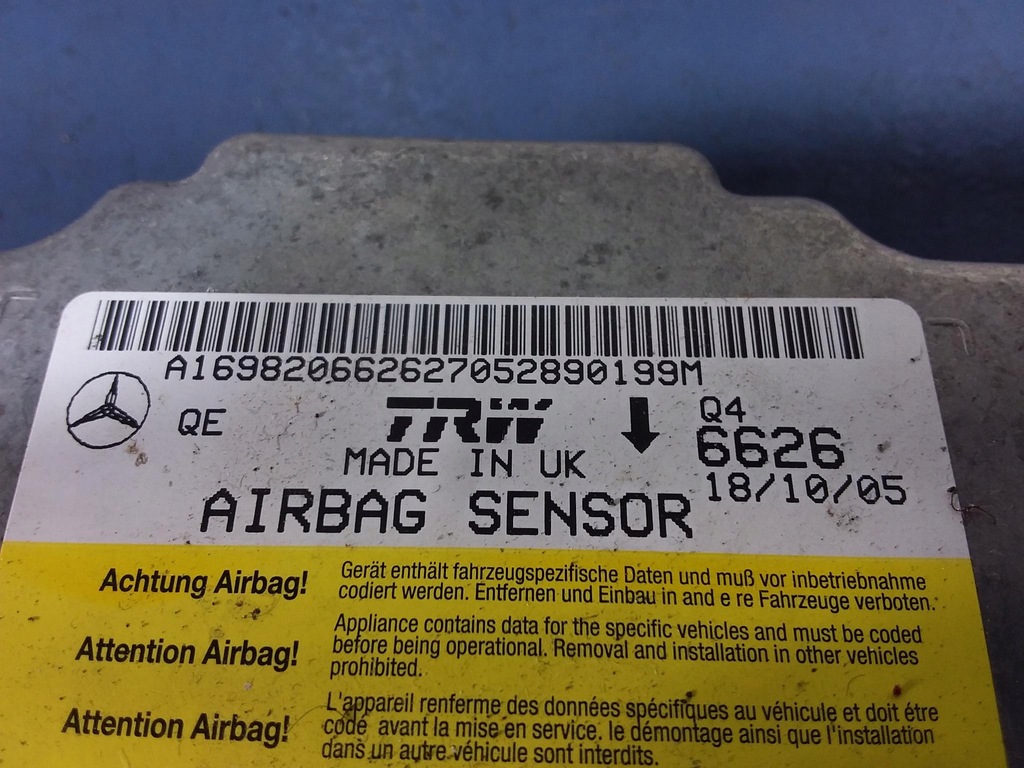 A169820662627052890199M
QE TRW Q4
MADE IN UK 6626
18/10/05
AIRBAG SENSOR
Achtung Airbag! Gerät enthält fahrzeugspezifische Daten und muß vor inbetriebnahme
codiert werden. Entfernen und Einbau in and e re Fahrzeuge verboten.
Attention Airbag! Appliance contains data for the specific vehicles and must be coded
before being operational. Removal and installation in other vehicles
prohibited.
Attention Airbag! L'appareil renferme des données spécifiques au véhicule et doit étre
codé avant la mise en service. le démontage ainsi que l'installation
dans un autre véhicule sont interdits.